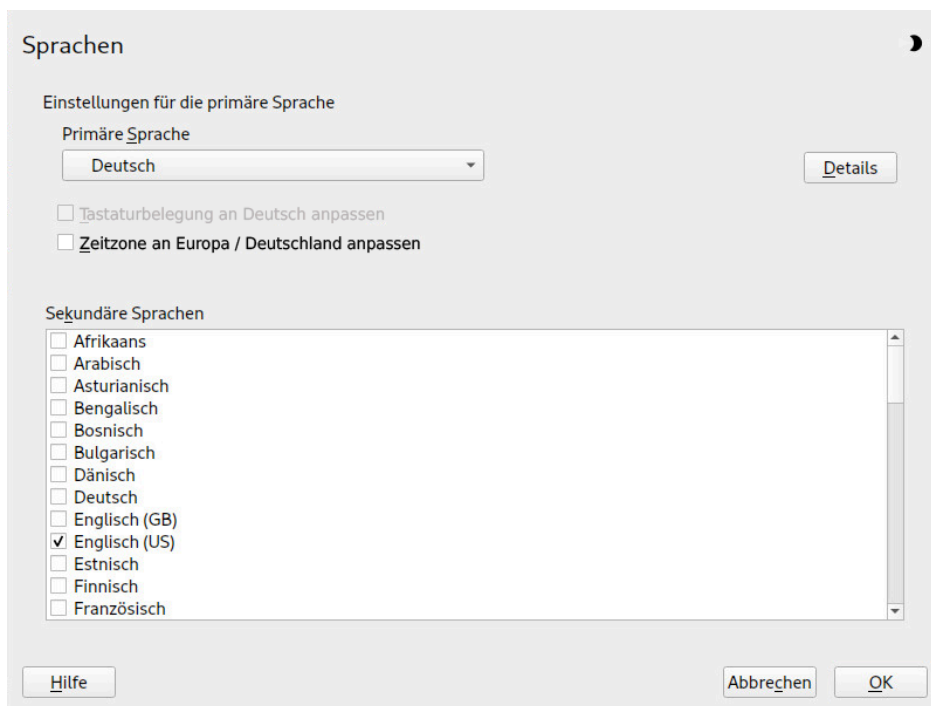 Sprachen
Einstellungen für die primäre Sprache
Primäre Sprache
Deutsch
Details
Tastaturbelegung an Deutsch anpassen
Zeitzone an Europa / Deutschland anpassen
Sekundäre Sprachen
Afrikaans
Arabisch
Asturianisch
Bengalisch
Bosnisch
Bulgarisch
Dänisch
Deutsch
Englisch (GB)
Englisch (US)
Estnisch
Finnisch
Französisch
Hilfe
Abbrechen
OK